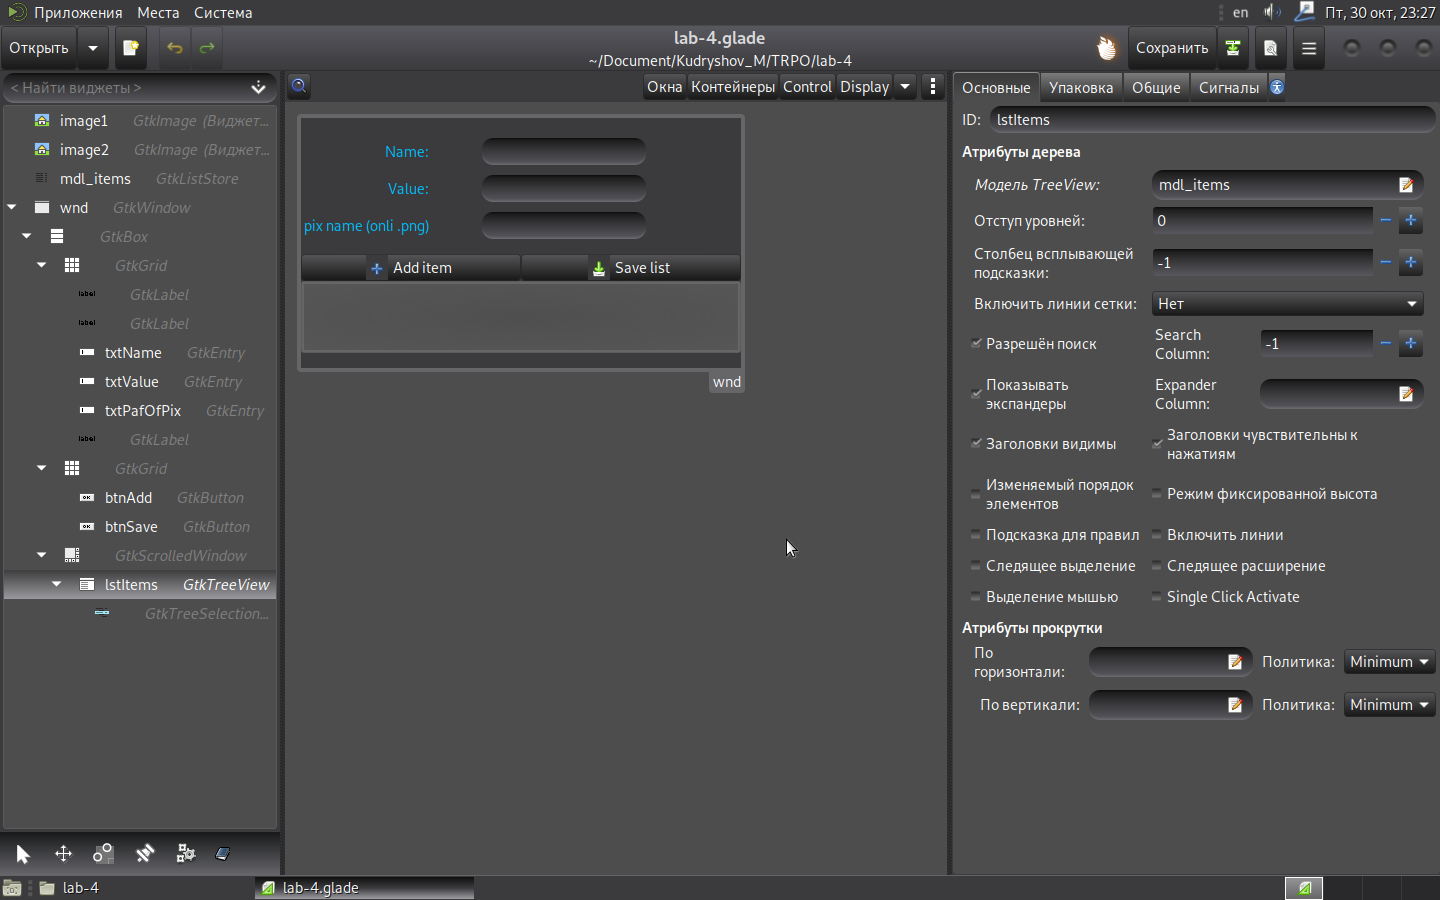 Приложения Места Система
en Пт, 30 окт, 23:27
Открыть
lab-4.glade
~/Document/Kudryshov_M/TRPO/lab-4
Сохранить
< Найти виджеты >
image1 GtkImage (Виджет...
image2 GtkImage (Виджет...
mdl_items GtkListStore
wnd GtkWindow
GtkBox
GtkGrid
label GtkLabel
label GtkLabel
txtName GtkEntry
txtValue GtkEntry
txtPafOfPix GtkEntry
label GtkLabel
GtkGrid
OK btnAdd GtkButton
OK btnSave GtkButton
GtkScrolledWindow
lstItems GtkTreeView
GtkTreeSelection...
Окна Контейнеры Control Display
Name:
Value:
pix name (onli .png)
Add item Save list
wnd
Основные Упаковка Общие Сигналы
ID: lstItems
Атрибуты дерева
Модель TreeView: mdl_items
Отступ уровней: 0
Столбец всплывающей
подсказки: -1
Включить линии сетки: Нет
Разрешён поиск
Search
Column: -1
Показывать
экспандеры
Expander
Column:
Заголовки видимы
Заголовки чувствительны к
нажатиям
Изменяемый порядок
элементов
Режим фиксированной высота
Подсказка для правил Включить линии
Следящее выделение Следящее расширение
Выделение мышью Single Click Activate
Атрибуты прокрутки
По
горизонтали:
Политика: Minimum
По вертикали: Политика: Minimum
lab-4 lab-4.glade